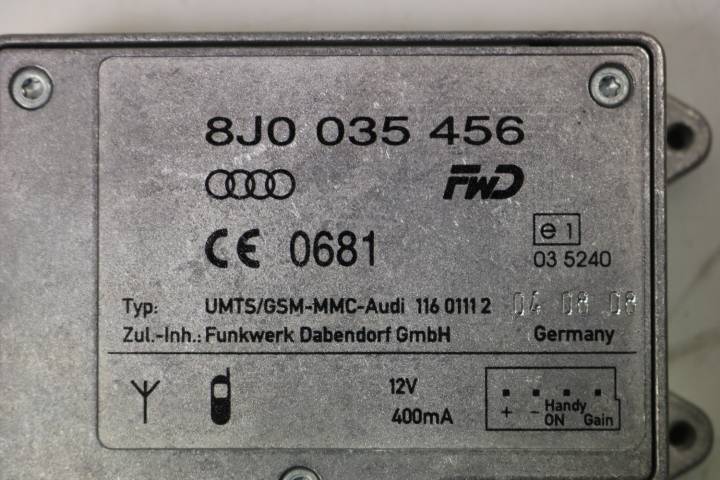 8J0 035 456
FWD
CE 0681
e1
03 5240
Typ: UMTS/GSM-MMC-Audi 116 0111 2 04 08 08
Zul.-Inh.: Funkwerk Dabendorf GmbH Germany
12V
400mA
+ - Handy ON Gain